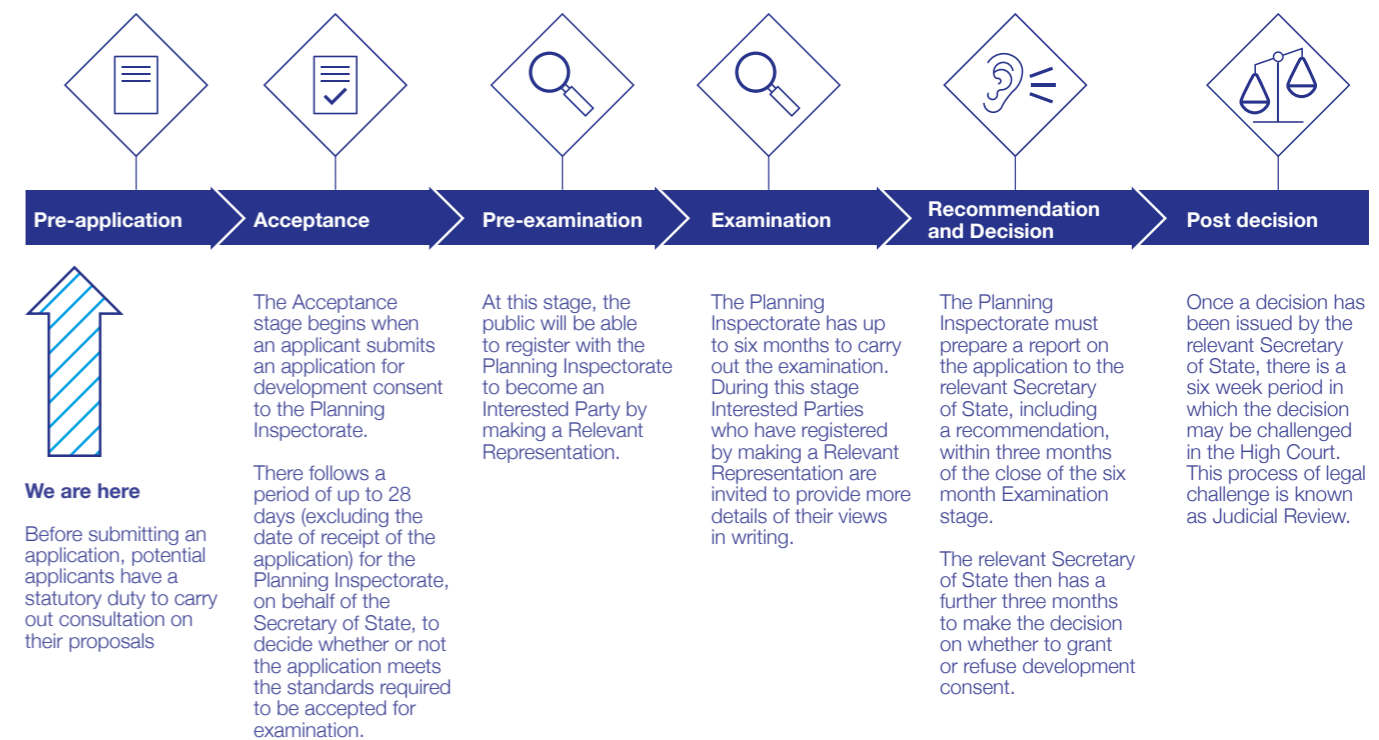 Pre-application
Acceptance
Pre-examination
Examination
Recommendation
and Decision
Post decision
We are here
Before submitting an
application, potential
applicants have a
statutory duty to carry
out consultation on
their proposals
The Acceptance
stage begins when
an applicant submits
an application for
development consent
to the Planning
Inspectorate.
There follows a
period of up to 28
days (excluding the
date of receipt of the
application) for the
Planning Inspectorate,
on behalf of the
Secretary of State, to
decide whether or not
the application meets
the standards required
to be accepted for
examination.
At this stage, the
public will be able
to register with the
Planning Inspectorate
to become an
Interested Party by
making a Relevant
Representation.
The Planning
Inspectorate has up
to six months to carry
out the examination.
During this stage
Interested Parties
who have registered
by making a Relevant
Representation are
invited to provide more
details of their views
in writing.
The Planning
Inspectorate must
prepare a report on
the application to the
relevant Secretary
of State, including
a recommendation,
within three months
of the close of the six
month Examination
stage.
The relevant Secretary
of State then has a
further three months
to make the decision
on whether to grant
or refuse development
consent.
Once a decision has
been issued by the
relevant Secretary
of State, there is a
six week period in
which the decision
may be challenged
in the High Court.
This process of legal
challenge is known
as Judicial Review.